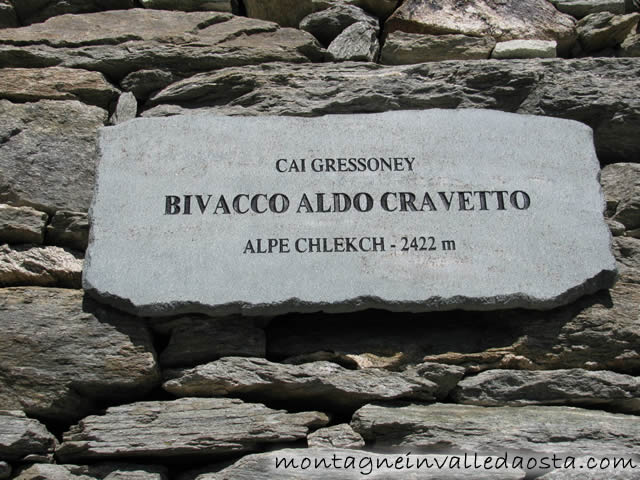 CAI GRESSONEY
BIVACCO ALDO CRAVETTO
ALPE CHLEKCH - 2422 m
montagneinvalledaosta.com